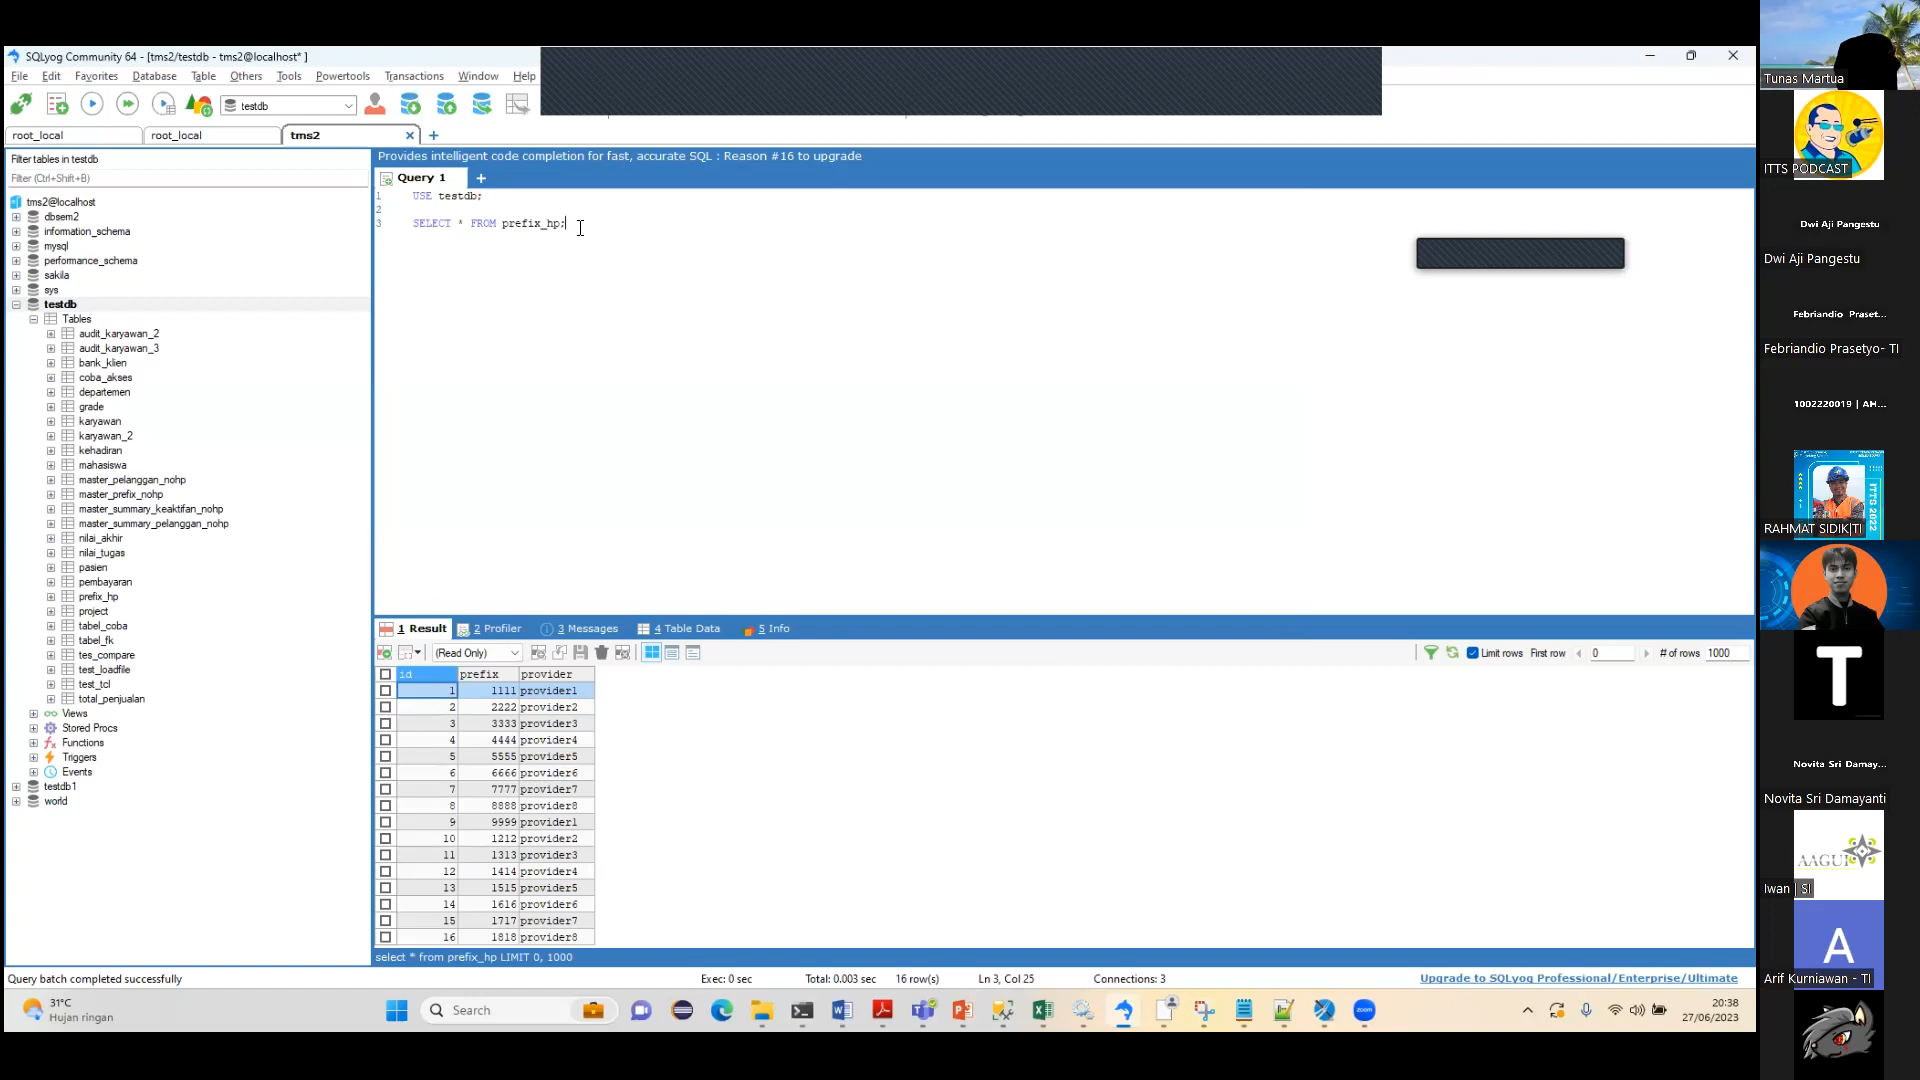 SQLyog Community 64 - [tms2/testdb - tms2@localhost* ]
File Edit Favorites Database Table Others Tools Powertools Transactions Window Help
testdb
root_local root_local tms2
Filter tables in testdb
Filter (Ctrl+Shift+B)
tms2@localhost
dbsem2
information_schema
mysql
performance_schema
sakila
sys
testdb
Tables
audit_karyawan_2
audit_karyawan_3
bank_klien
coba_akses
departemen
grade
karyawan
karyawan_2
kehadiran
mahasiswa
master_pelanggan_nohp
master_prefix_nohp
master_summary_keaktifan_nohp
master_summary_pelanggan_nohp
nilai_akhir
nilai_tugas
pasien
pembayaran
prefix_hp
project
tabel_coba
tabel_fk
tes_compare
test_loadfile
test_tcl
total_penjualan
Views
Stored Procs
Functions
Triggers
Events
testdb1
world
Provides intelligent code completion for fast, accurate SQL : Reason #16 to upgrade
Query 1
1 USE testdb;
2
3 SELECT * FROM prefix_hp;
1 Result 2 Profiler 3 Messages 4 Table Data 5 Info
(Read Only) Limit rows First row 0 # of rows 1000
id prefix provider
1 1111 provider1
2 2222 provider2
3 3333 provider3
4 4444 provider4
5 5555 provider5
6 6666 provider6
7 7777 provider7
8 8888 provider8
9 9999 provider1
10 1212 provider2
11 1313 provider3
12 1414 provider4
13 1515 provider5
14 1616 provider6
15 1717 provider7
16 1818 provider8
select * from prefix_hp LIMIT 0, 1000
Query batch completed successfully Exec: 0 sec Total: 0.003 sec 16 row(s) Ln 3, Col 25 Connections: 3 Upgrade to SQLyog Professional/Enterprise/Ultimate
31°C
Hujan ringan
Search
zoom
20:38
27/06/2023
Tunas Martua
ITTS PODCAST
Dwi Aji Pangestu
Dwi Aji Pangestu
Febriandio Praset...
Febriandio Prasetyo- TI
1002220019 | AH...
ITTS 2022
RAHMAT SIDIK|TI
T
Novita Sri Damay...
Novita Sri Damayanti
AAGUI
Iwan | SI
A
Arif Kurniawan - TI